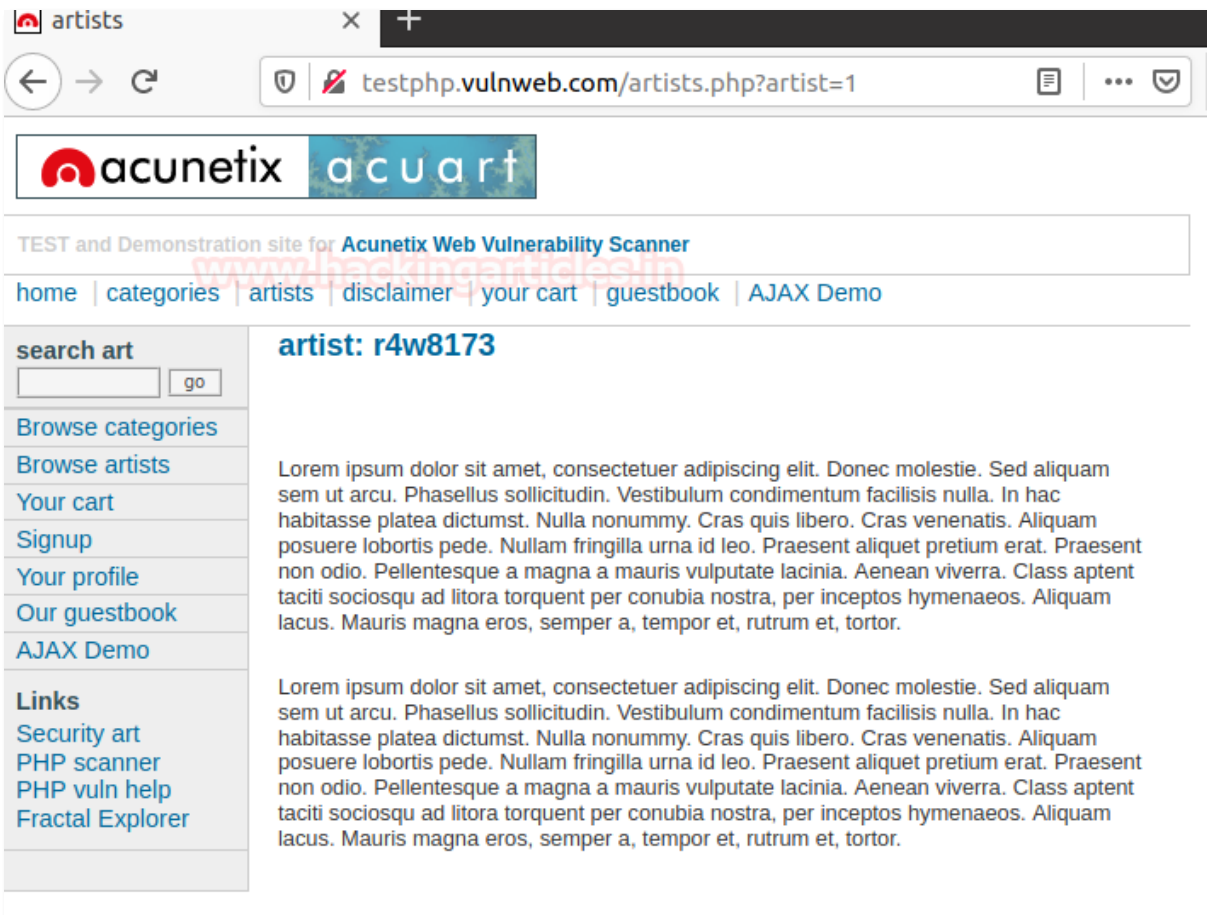 artists
testphp.vulnweb.com/artists.php?artist=1
acunetix acuart
TEST and Demonstration site for Acunetix Web Vulnerability Scanner
www.hackingarticles.in
home | categories | artists | disclaimer | your cart | guestbook | AJAX Demo
search art
go
Browse categories
Browse artists
Your cart
Signup
Your profile
Our guestbook
AJAX Demo
Links
Security art
PHP scanner
PHP vuln help
Fractal Explorer
artist: r4w8173
Lorem ipsum dolor sit amet, consectetuer adipiscing elit. Donec molestie. Sed aliquam
sem ut arcu. Phasellus sollicitudin. Vestibulum condimentum facilisis nulla. In hac
habitasse platea dictumst. Nulla nonummy. Cras quis libero. Cras venenatis. Aliquam
posuere lobortis pede. Nullam fringilla urna id leo. Praesent aliquet pretium erat. Praesent
non odio. Pellentesque a magna a mauris vulputate lacinia. Aenean viverra. Class aptent
taciti sociosqu ad litora torquent per conubia nostra, per inceptos hymenaeos. Aliquam
lacus. Mauris magna eros, semper a, tempor et, rutrum et, tortor.
Lorem ipsum dolor sit amet, consectetuer adipiscing elit. Donec molestie. Sed aliquam
sem ut arcu. Phasellus sollicitudin. Vestibulum condimentum facilisis nulla. In hac
habitasse platea dictumst. Nulla nonummy. Cras quis libero. Cras venenatis. Aliquam
posuere lobortis pede. Nullam fringilla urna id leo. Praesent aliquet pretium erat. Praesent
non odio. Pellentesque a magna a mauris vulputate lacinia. Aenean viverra. Class aptent
taciti sociosqu ad litora torquent per conubia nostra, per inceptos hymenaeos. Aliquam
lacus. Mauris magna eros, semper a, tempor et, rutrum et, tortor.